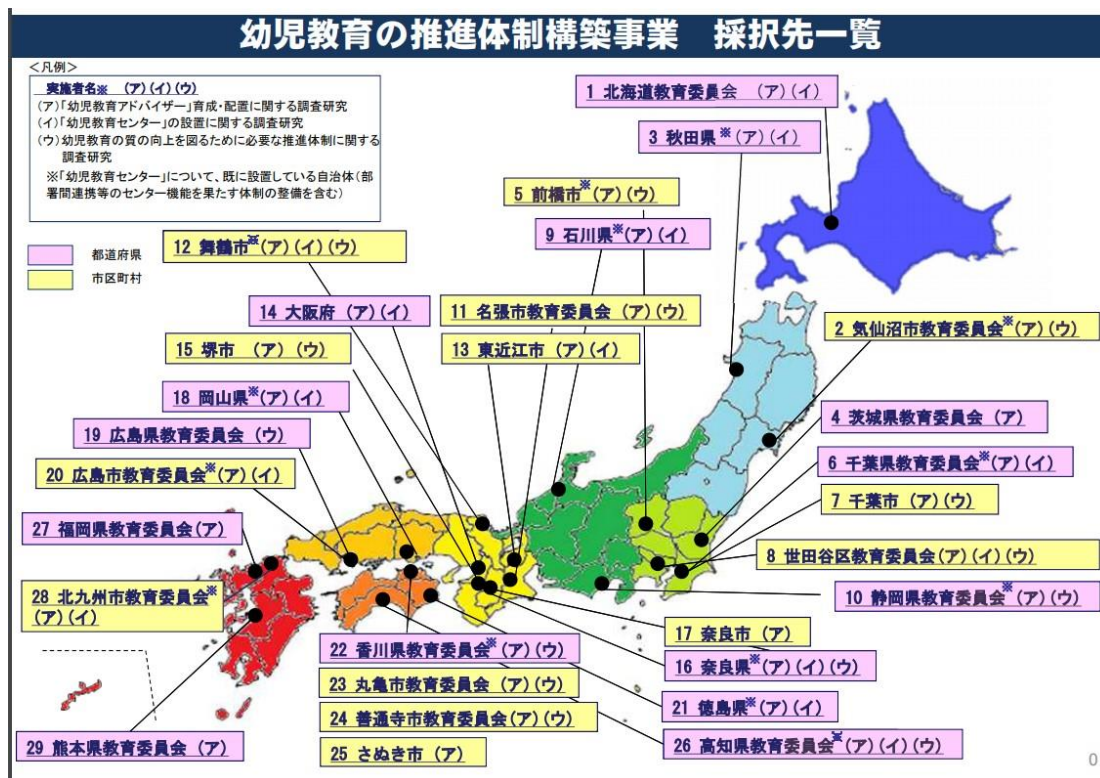 幼児教育の推進体制構築事業　採択先一覧
＜凡例＞
実施者名※　(ア)(イ)(ウ)
(ア)「幼児教育アドバイザー」育成・配置に関する調査研究
(イ)「幼児教育センター」の設置に関する調査研究
(ウ)幼児教育の質の向上を図るために必要な推進体制に関する
調査研究
※「幼児教育センター」について、既に設置している自治体(部
署間連携等のセンター機能を果たす体制の整備を含む)
都道府県
市区町村
1 北海道教育委員会　(ア)(イ)
3 秋田県※(ア)(イ)
5 前橋市※(ア)(ウ)
9 石川県※(ア)(イ)
12 舞鶴市※(ア)(イ)(ウ)
14 大阪府　(ア)(イ)
11 名張市教育委員会　(ア)(ウ)
2 気仙沼市教育委員会※(ア)(ウ)
15 堺市　(ア)　(ウ)
13 東近江市　(ア)(イ)
18 岡山県※(ア)(イ)
4 茨城県教育委員会　(ア)
19 広島県教育委員会　(ウ)
6 千葉県教育委員会※(ア)(イ)
20 広島市教育委員会※(ア)(イ)
7 千葉市　(ア)(ウ)
27 福岡県教育委員会(ア)
8 世田谷区教育委員会(ア)(イ)(ウ)
28 北九州市教育委員会※
(ア)(イ)
10 静岡県教育委員会※(ア)(ウ)
17 奈良市　(ア)
22 香川県教育委員会※(ア)(ウ)
16 奈良県※(ア)(イ)(ウ)
23 丸亀市教育委員会　(ア)(ウ)
21 徳島県※(ア)(イ)
24 善通寺市教育委員会(ア)(ウ)
29 熊本県教育委員会　(ア)
25 さぬき市　(ア)
26 高知県教育委員会※(ア)(イ)(ウ)
0